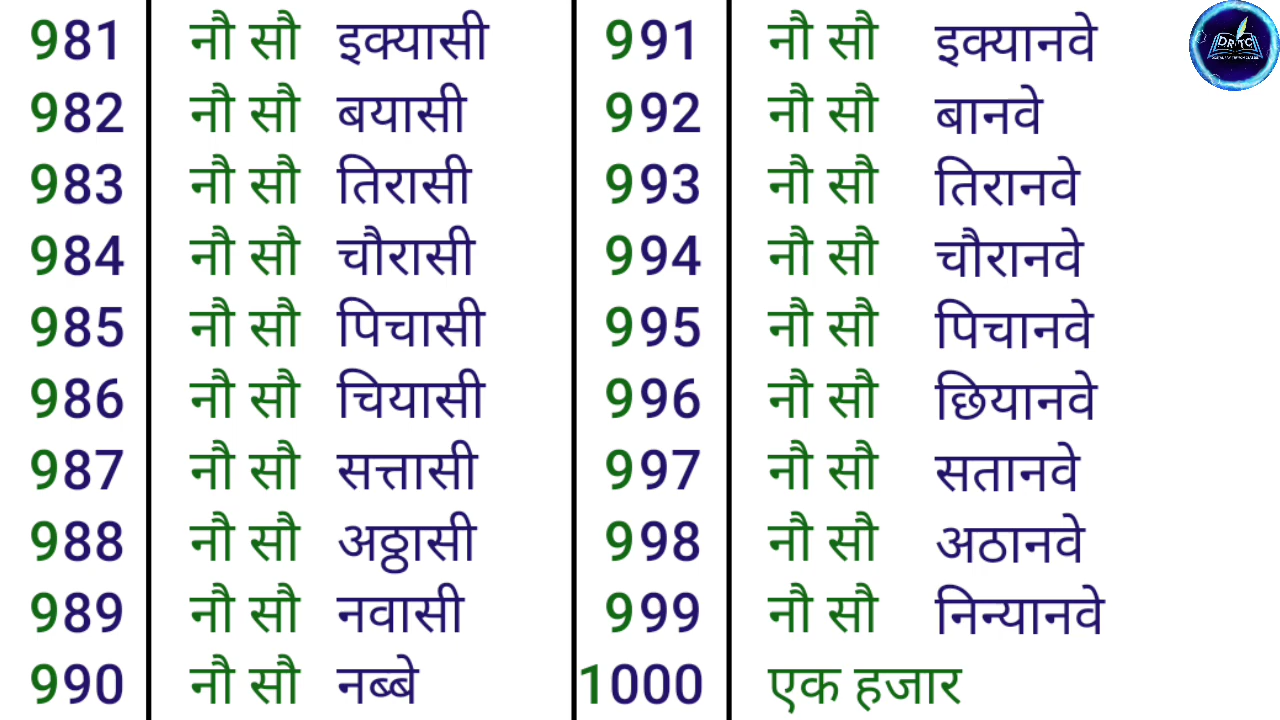 981 नौ सौ इक्यासी 991 नौ सौ इक्यानवे
982 नौ सौ बयासी 992 नौ सौ बानवे
983 नौ सौ तिरासी 993 नौ सौ तिरानवे
984 नौ सौ चौरासी 994 नौ सौ चौरानवे
985 नौ सौ पिचासी 995 नौ सौ पिचानवे
986 नौ सौ चियासी 996 नौ सौ छियानवे
987 नौ सौ सत्तासी 997 नौ सौ सतानवे
988 नौ सौ अठ्ठासी 998 नौ सौ अठानवे
989 नौ सौ नवासी 999 नौ सौ निन्यानवे
990 नौ सौ नब्बे 1000 एक हजार